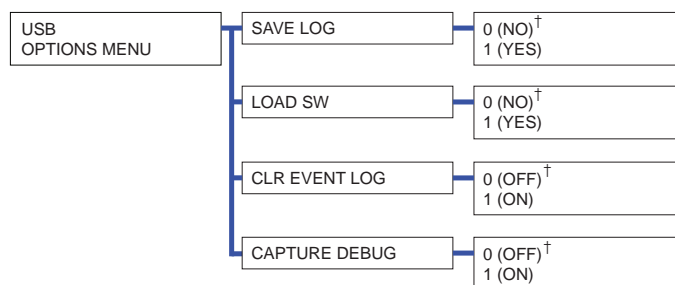 USB
OPTIONS MENU
SAVE LOG
0 (NO)†
1 (YES)
LOAD SW
0 (NO)†
1 (YES)
CLR EVENT LOG
0 (OFF)†
1 (ON)
CAPTURE DEBUG
0 (OFF)†
1 (ON)